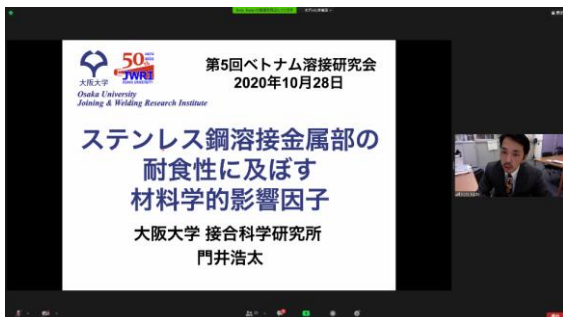 大阪大学
50th
JWRI
Osaka University
Joining & Welding Research Institute
第5回ベトナム溶接研究会
2020年10月28日
ステンレス鋼溶接金属部の
耐食性に及ぼす
材料学的影響因子
大阪大学 接合科学研究所
門井浩太